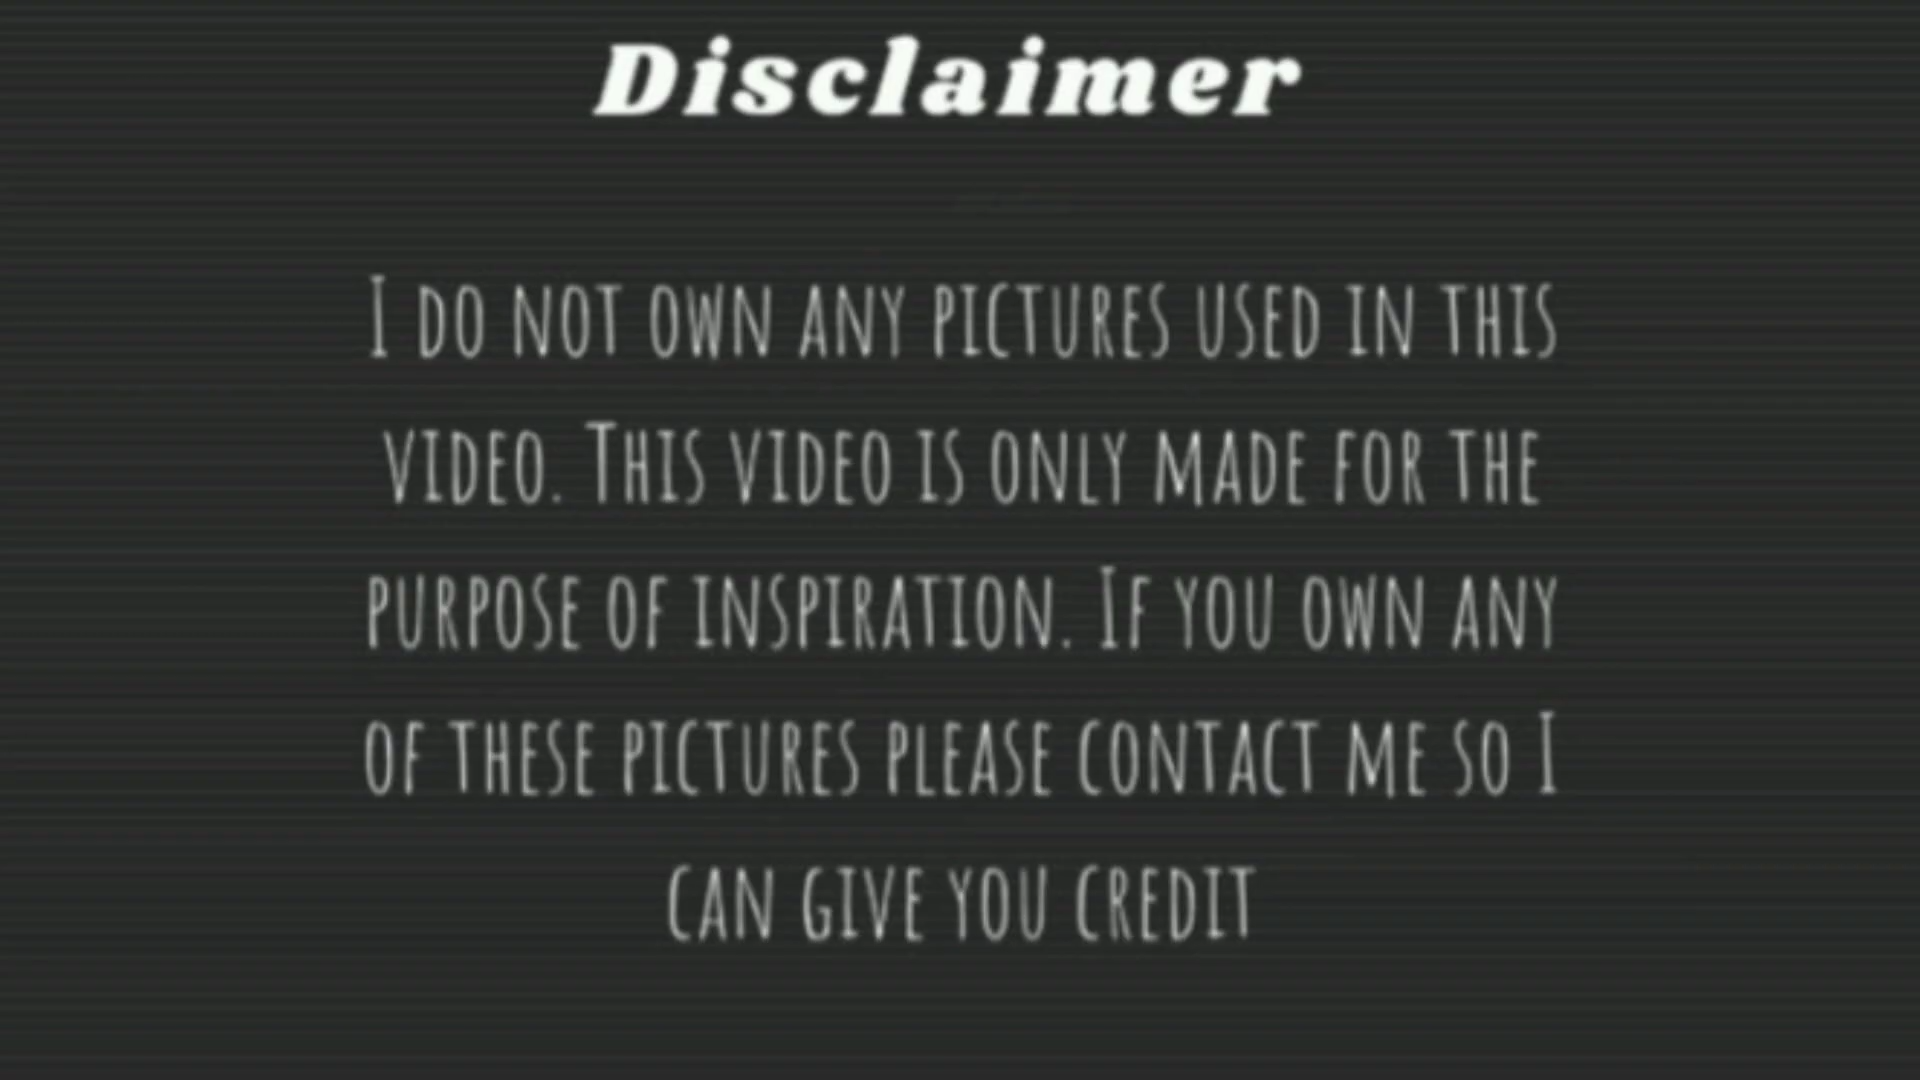 Disclaimer
I do not own any pictures used in this
video. This video is only made for the
purpose of inspiration. If you own any
of these pictures please contact me so I
can give you credit